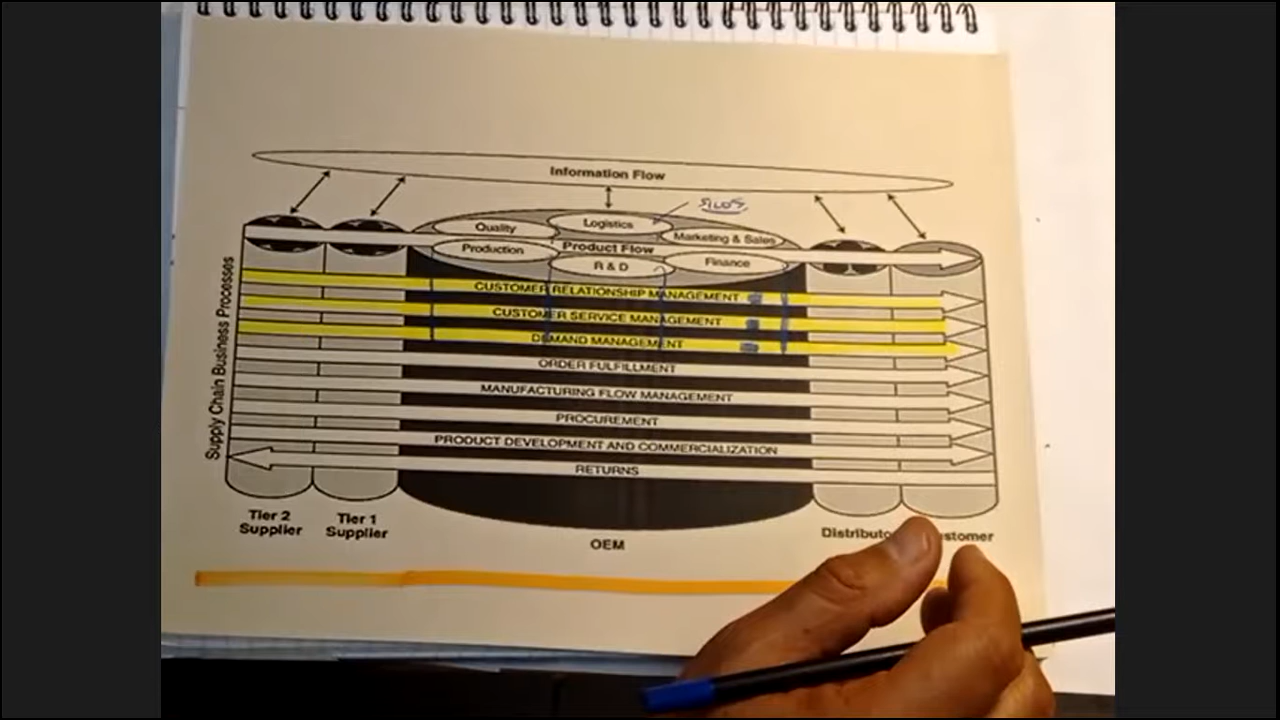 Information Flow
SILOS
Logistics
Quality
Marketing & Sales
Product Flow
Production
Finance
R & D
CUSTOMER RELATIONSHIP MANAGEMENT
CUSTOMER SERVICE MANAGEMENT
DEMAND MANAGEMENT
ORDER FULFILLMENT
MANUFACTURING FLOW MANAGEMENT
PROCUREMENT
PRODUCT DEVELOPMENT AND COMMERCIALIZATION
RETURNS
Supply Chain Business Processes
Tier 2
Supplier
Tier 1
Supplier
OEM
Distributo
stomer